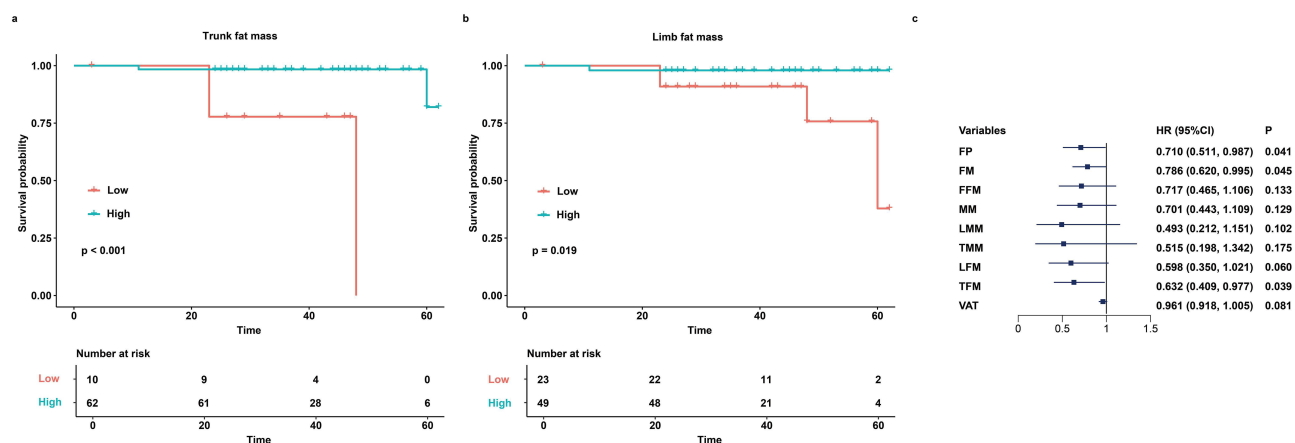 a
Trunk fat mass
Survival probability
1.00
0.75
0.50
0.25
0.00
Low
High
p < 0.001
0 20 40 60
Time
Number at risk
Low 10 9 4 0
High 62 61 28 6
0 20 40 60
Time
b
Limb fat mass
Survival probability
1.00
0.75
0.50
0.25
0.00
Low
High
p = 0.019
0 20 40 60
Time
Number at risk
Low 23 22 11 2
High 49 48 21 4
0 20 40 60
Time
c
Variables HR (95%CI) P
FP 0.710 (0.511, 0.987) 0.041
FM 0.786 (0.620, 0.995) 0.045
FFM 0.717 (0.465, 1.106) 0.133
MM 0.701 (0.443, 1.109) 0.129
LMM 0.493 (0.212, 1.151) 0.102
TMM 0.515 (0.198, 1.342) 0.175
LFM 0.598 (0.350, 1.021) 0.060
TFM 0.632 (0.409, 0.977) 0.039
VAT 0.961 (0.918, 1.005) 0.081
0 0.5 1 1.5